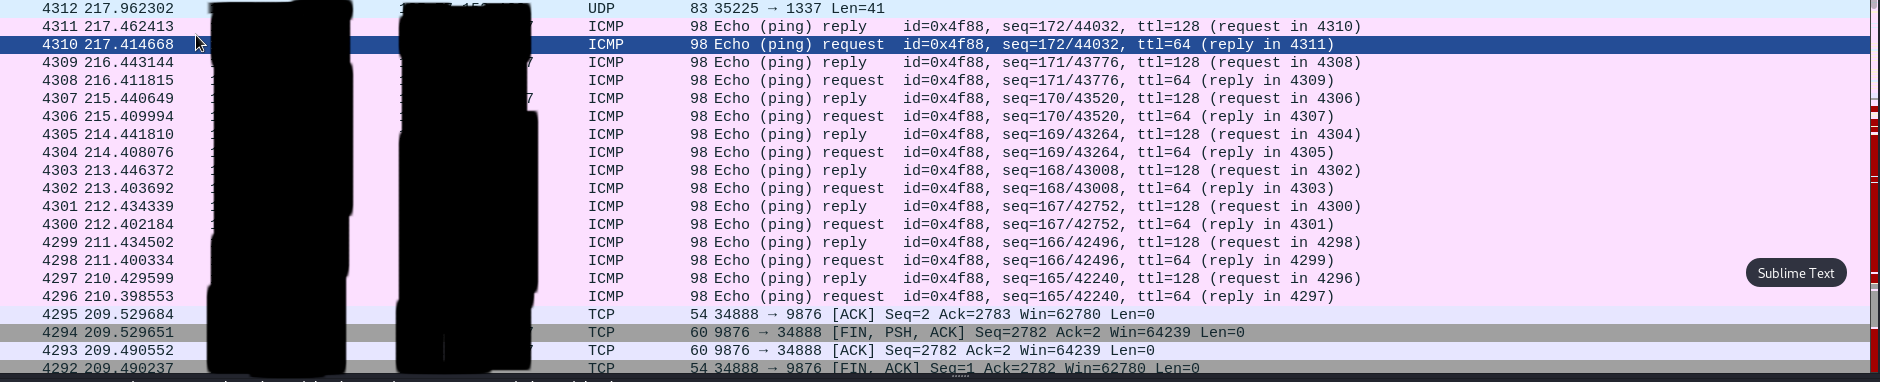 4312 217.962302 UDP 83 35225 → 1337 Len=41
4311 217.462413 ICMP 98 Echo (ping) reply id=0x4f88, seq=172/44032, ttl=128 (request in 4310)
4310 217.414668 ICMP 98 Echo (ping) request id=0x4f88, seq=172/44032, ttl=64 (reply in 4311)
4309 216.443144 ICMP 98 Echo (ping) reply id=0x4f88, seq=171/43776, ttl=128 (request in 4308)
4308 216.411815 ICMP 98 Echo (ping) request id=0x4f88, seq=171/43776, ttl=64 (reply in 4309)
4307 215.440649 ICMP 98 Echo (ping) reply id=0x4f88, seq=170/43520, ttl=128 (request in 4306)
4306 215.409994 ICMP 98 Echo (ping) request id=0x4f88, seq=170/43520, ttl=64 (reply in 4307)
4305 214.441810 ICMP 98 Echo (ping) reply id=0x4f88, seq=169/43264, ttl=128 (request in 4304)
4304 214.408076 ICMP 98 Echo (ping) request id=0x4f88, seq=169/43264, ttl=64 (reply in 4305)
4303 213.446372 ICMP 98 Echo (ping) reply id=0x4f88, seq=168/43008, ttl=128 (request in 4302)
4302 213.403692 ICMP 98 Echo (ping) request id=0x4f88, seq=168/43008, ttl=64 (reply in 4303)
4301 212.434339 ICMP 98 Echo (ping) reply id=0x4f88, seq=167/42752, ttl=128 (request in 4300)
4300 212.402184 ICMP 98 Echo (ping) request id=0x4f88, seq=167/42752, ttl=64 (reply in 4301)
4299 211.434502 ICMP 98 Echo (ping) reply id=0x4f88, seq=166/42496, ttl=128 (request in 4298)
4298 211.400334 ICMP 98 Echo (ping) request id=0x4f88, seq=166/42496, ttl=64 (reply in 4299)
4297 210.429599 ICMP 98 Echo (ping) reply id=0x4f88, seq=165/42240, ttl=128 (request in 4296)
4296 210.398553 ICMP 98 Echo (ping) request id=0x4f88, seq=165/42240, ttl=64 (reply in 4297)
4295 209.529684 TCP 54 34888 → 9876 [ACK] Seq=2 Ack=2783 Win=62780 Len=0
4294 209.529651 TCP 60 9876 → 34888 [FIN, PSH, ACK] Seq=2782 Ack=2 Win=64239 Len=0
4293 209.490552 TCP 60 9876 → 34888 [ACK] Seq=2782 Ack=2 Win=64239 Len=0
4292 209.490237 TCP 54 34888 → 9876 [FIN, ACK] Seq=1 Ack=2782 Win=62780 Len=0
Sublime Text